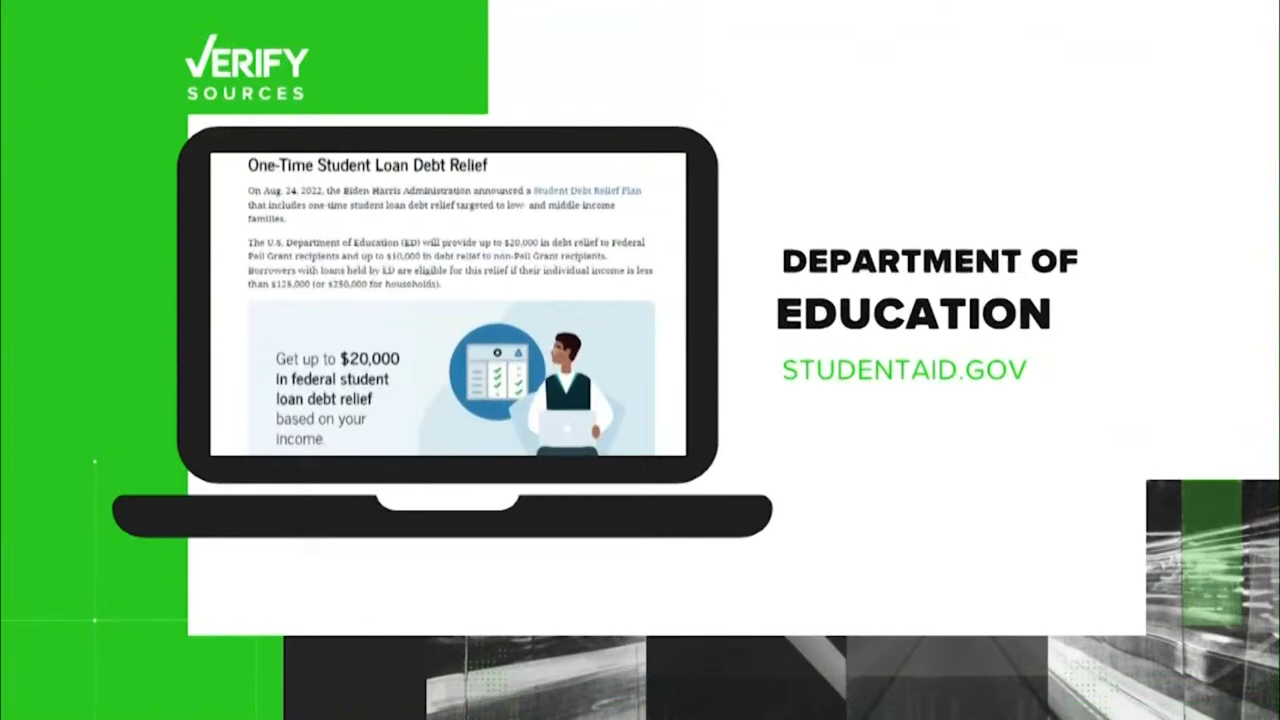 VERIFY
SOURCES
One-Time Student Loan Debt Relief
On Aug. 24, 2022, the Biden-Harris Administration announced a Student Debt Relief Plan
that includes one-time student loan debt relief targeted to low- and middle income
families.
The U.S. Department of Education (ED) will provide up to $20,000 in debt relief to Federal
Pell Grant recipients and up to $10,000 in debt relief to non-Pell Grant recipients.
Borrowers with loans held by ED are eligible for this relief if their individual income is less
than $125,000 (or $250,000 for households).
Get up to $20,000
in federal student
loan debt relief
based on your
income.
DEPARTMENT OF
EDUCATION
STUDENTAID.GOV